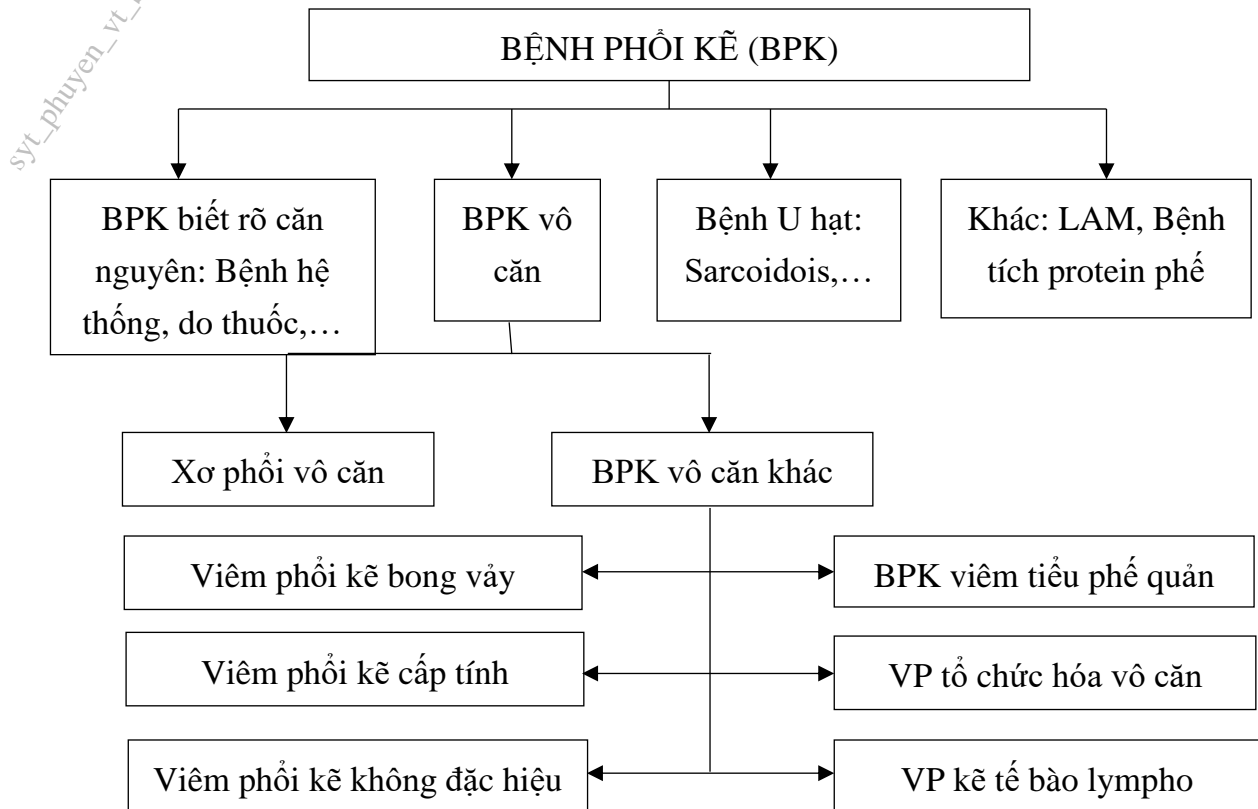 syt_phuyen_vt
BỆNH PHỔI KẼ (BPK)
BPK biết rõ căn
nguyên: Bệnh hệ
thống, do thuốc,…
BPK vô
căn
Bệnh U hạt:
Sarcoidois,…
Khác: LAM, Bệnh
tích protein phế
Xơ phổi vô căn
BPK vô căn khác
Viêm phổi kẽ bong vảy
BPK viêm tiểu phế quản
Viêm phổi kẽ cấp tính
VP tổ chức hóa vô căn
Viêm phổi kẽ không đặc hiệu
VP kẽ tế bào lympho